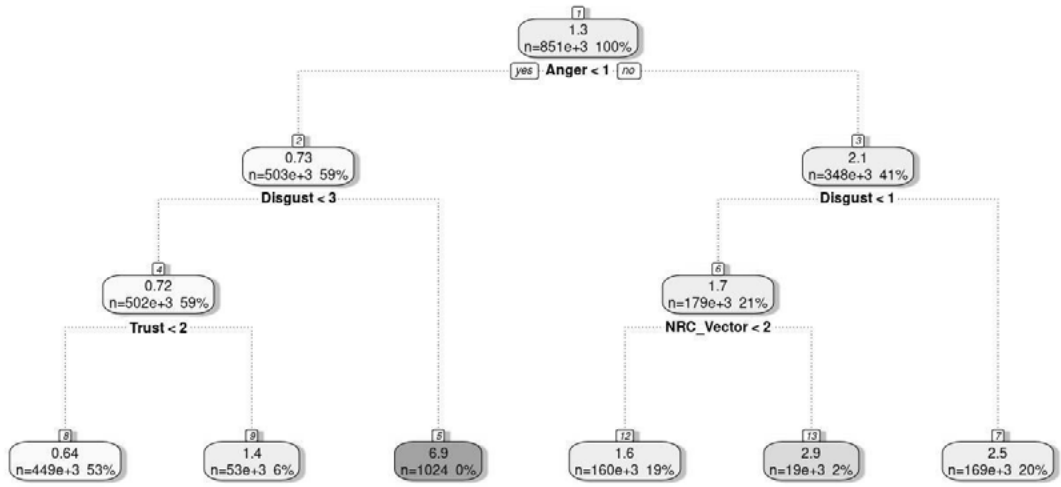 1
1.3
n=851e+3 100%
yes Anger < 1 no
2
0.73
n=503e+3 59%
Disgust < 3
3
2.1
n=348e+3 41%
Disgust < 1
4
0.72
n=502e+3 59%
Trust < 2
6
1.7
n=179e+3 21%
NRC_Vector < 2
8
0.64
n=449e+3 53%
9
1.4
n=53e+3 6%
5
6.9
n=1024 0%
12
1.6
n=160e+3 19%
13
2.9
n=19e+3 2%
7
2.5
n=169e+3 20%